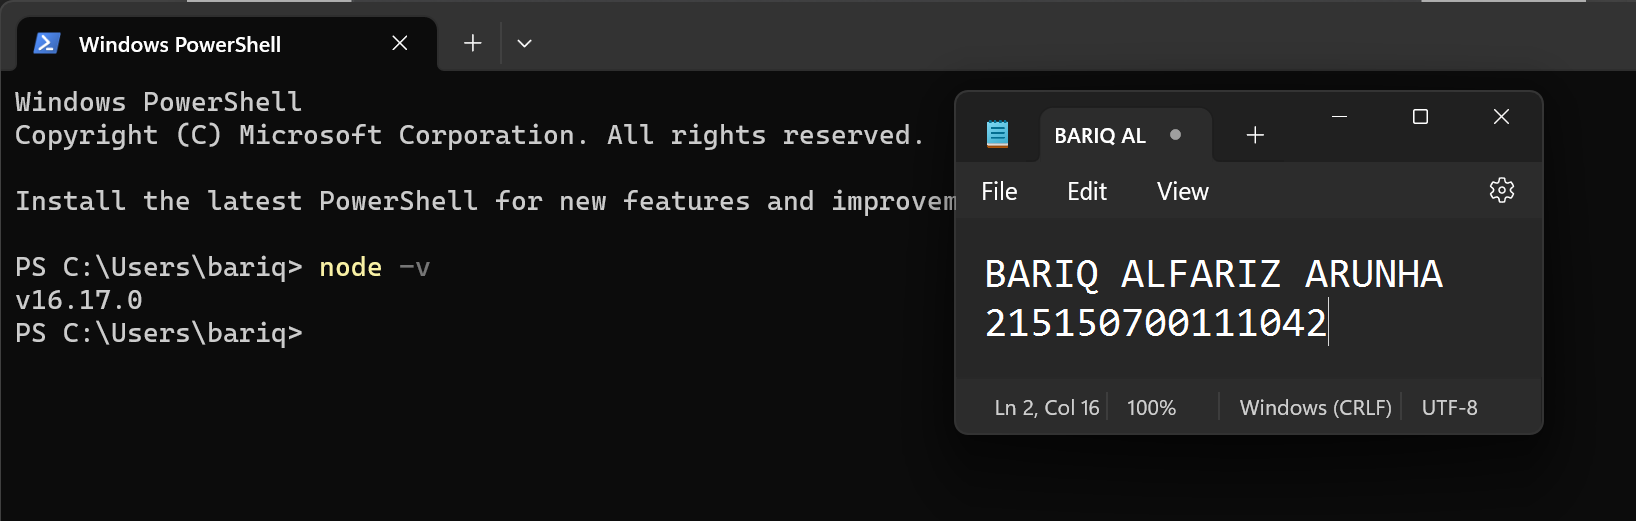 Windows PowerShell
Windows PowerShell
Copyright (C) Microsoft Corporation. All rights reserved.
Install the latest PowerShell for new features and improvem
PS C:\Users\bariq> node -v
v16.17.0
PS C:\Users\bariq>
BARIQ AL
File Edit View
BARIQ ALFARIZ ARUNHA
215150700111042
Ln 2, Col 16 100% Windows (CRLF) UTF-8